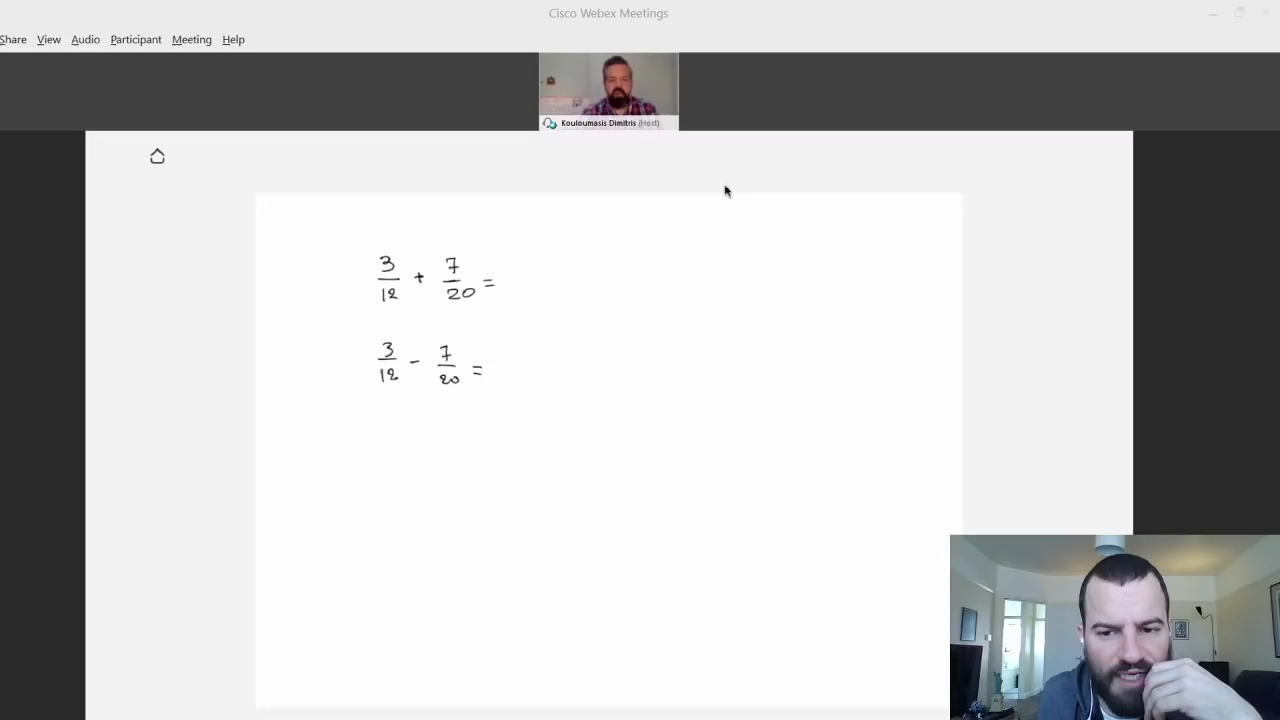 Cisco Webex Meetings
Share View Audio Participant Meeting Help
Kouloumasis Dimitris (Host)
3/12 + 7/20 =
3/12 - 7/20 =